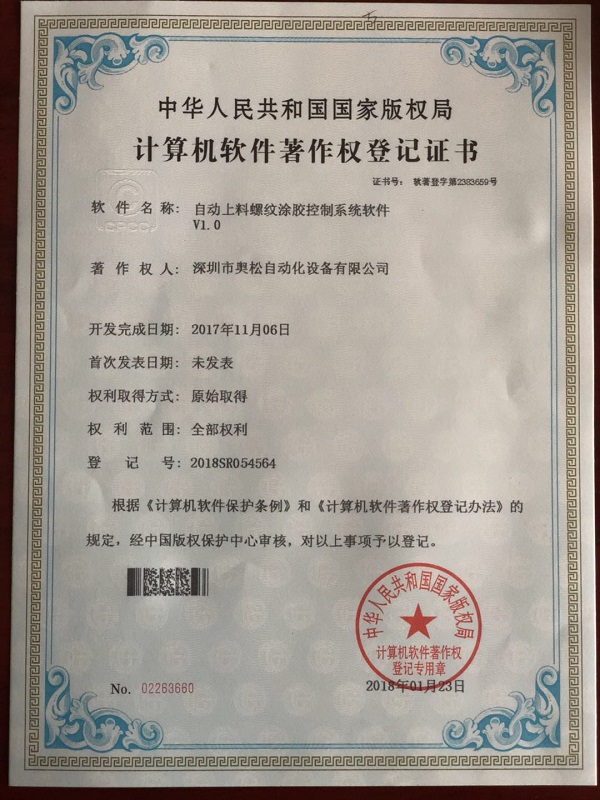 中华人民共和国国家版权局
计算机软件著作权登记证书
证书号： 软著登字第2383659号
CPCC
软件名称： 自动上料螺纹涂胶控制系统软件
V1.0
著作权人： 深圳市奥松自动化设备有限公司
开发完成日期： 2017年11月06日
首次发表日期： 未发表
权利取得方式： 原始取得
权利范围： 全部权利
登记号： 2018SR054564
根据《计算机软件保护条例》和《计算机软件著作权登记办法》的
规定，经中国版权保护中心审核，对以上事项予以登记。
中华人民共和国国家版权局
计算机软件著作权
登记专用章
No. 02263660
2018年01月23日